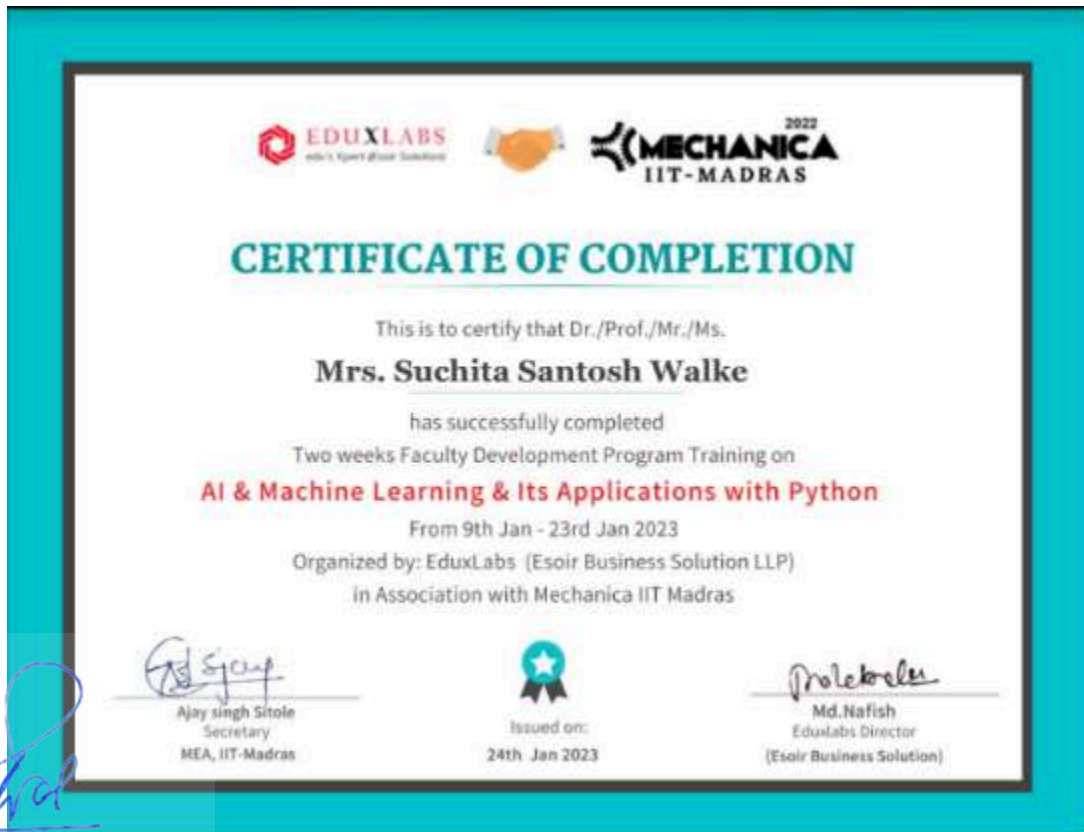 EDUXLABS
edu's Xpert Esoir Solutions
2022
MECHANICA
IIT-MADRAS
CERTIFICATE OF COMPLETION
This is to certify that Dr./Prof./Mr./Ms.
Mrs. Suchita Santosh Walke
has successfully completed
Two weeks Faculty Development Program Training on
AI & Machine Learning & Its Applications with Python
From 9th Jan - 23rd Jan 2023
Organized by: EduxLabs (Esoir Business Solution LLP)
in Association with Mechanica IIT Madras
Ajay singh Sitole
Secretary
MEA, IIT-Madras
Issued on:
24th Jan 2023
Md.Nafish
Eduxlabs Director
(Esoir Business Solution)